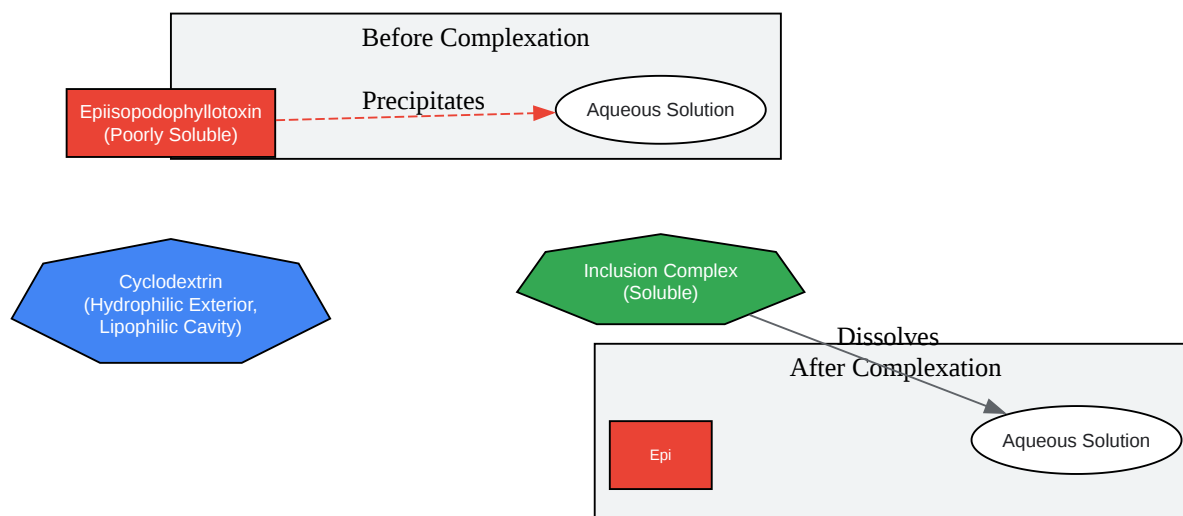 Before Complexation
Epiisopodophyllotoxin
(Poorly Soluble)
Precipitates
Aqueous Solution
Cyclodextrin
(Hydrophilic Exterior,
Lipophilic Cavity)
Inclusion Complex
(Soluble)
Dissolves
After Complexation
Epi
Aqueous Solution